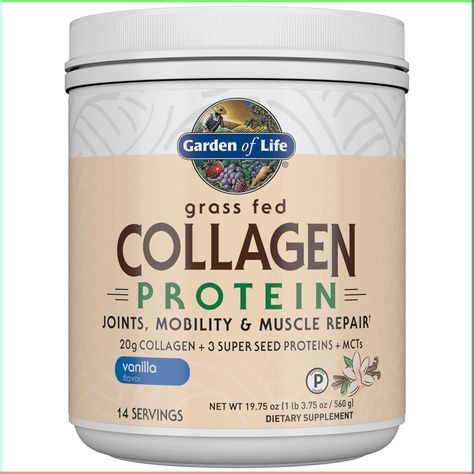 Garden of Life®
grass fed
COLLAGEN
PROTEIN
JOINTS, MOBILITY & MUSCLE REPAIR†
20g COLLAGEN + 3 SUPER SEED PROTEINS + MCTs
vanilla
flavor
P
14 SERVINGS
NET WT 19.75 OZ (1 lb 3.75 oz / 560 g)
DIETARY SUPPLEMENT